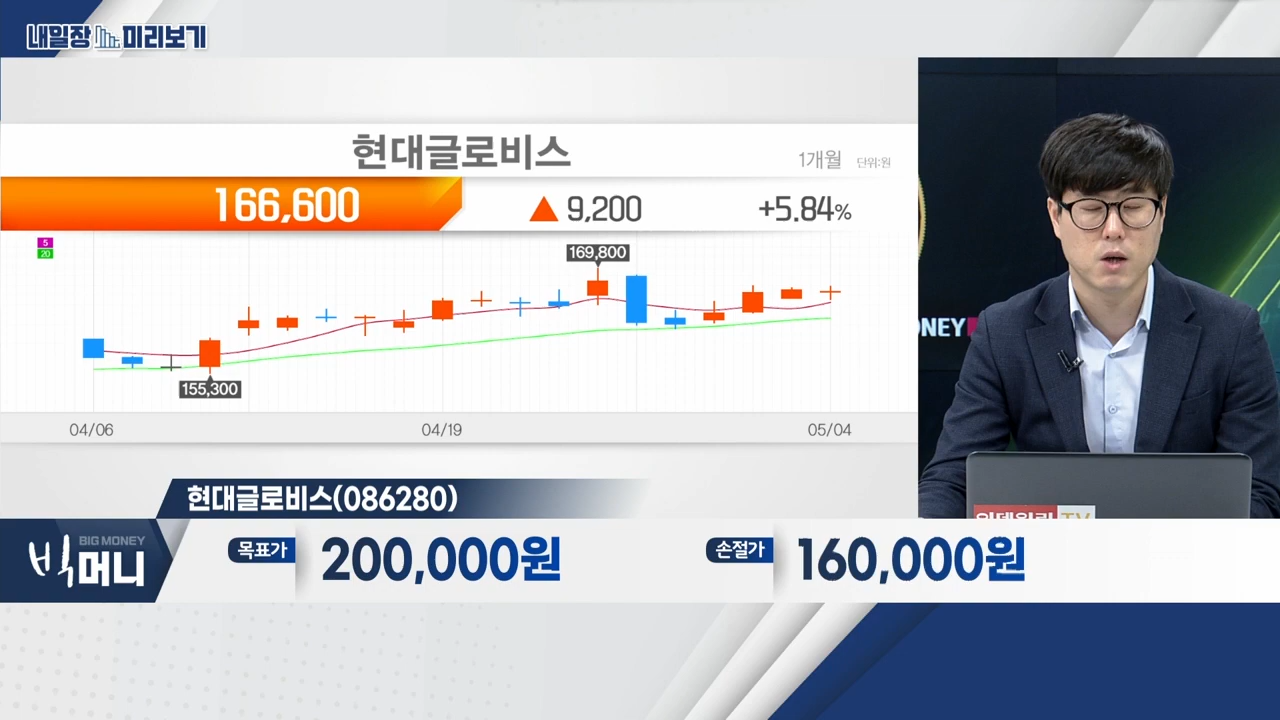 내일장 미리보기
현대글로비스
1개월 단위:원
166,600 ▲ 9,200 +5.84%
5
20
169,800
155,300
04/06 04/19 05/04
현대글로비스(086280)
빅머니 BIG MONEY
목표가 200,000원 손절가 160,000원